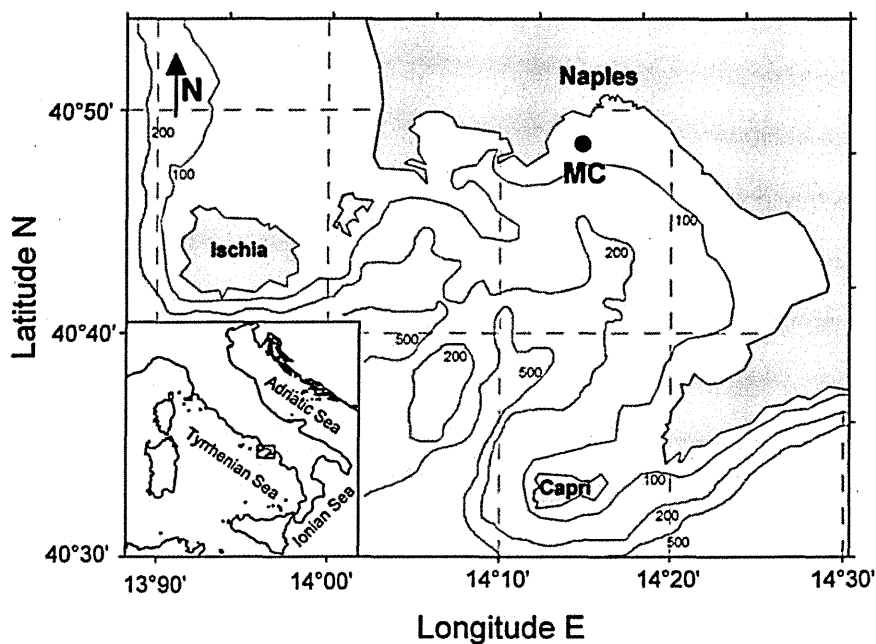 Naples
N
40°50'
200
MC
100
100
Latitude N
Ischia
200
40°40'
500
200
500
Adriatic Sea
Tyrrhenian Sea
Ionian Sea
Capri
100
200
500
40°30'
13°90'
14°00'
14°10'
14°20'
14°30'
Longitude E